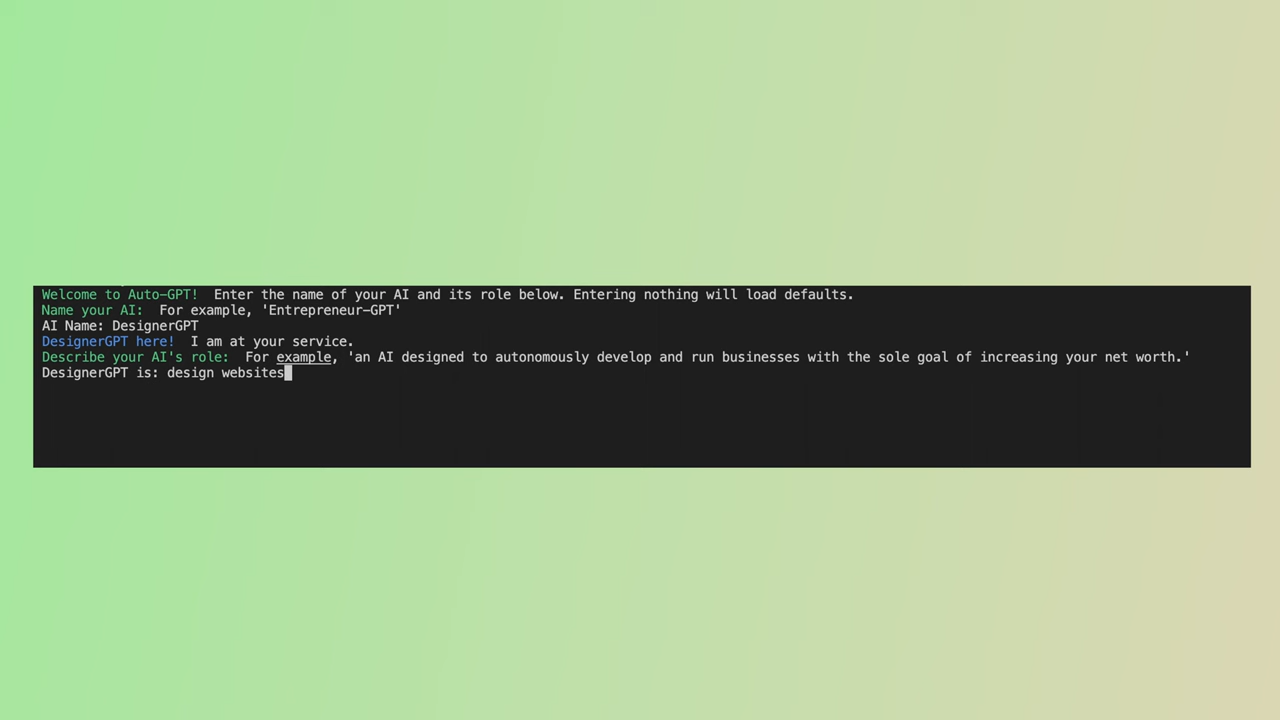 Welcome to Auto-GPT!  Enter the name of your AI and its role below. Entering nothing will load defaults.
Name your AI:  For example, 'Entrepreneur-GPT'
AI Name: DesignerGPT
DesignerGPT here!  I am at your service.
Describe your AI's role:  For example, 'an AI designed to autonomously develop and run businesses with the sole goal of increasing your net worth.'
DesignerGPT is: design websites